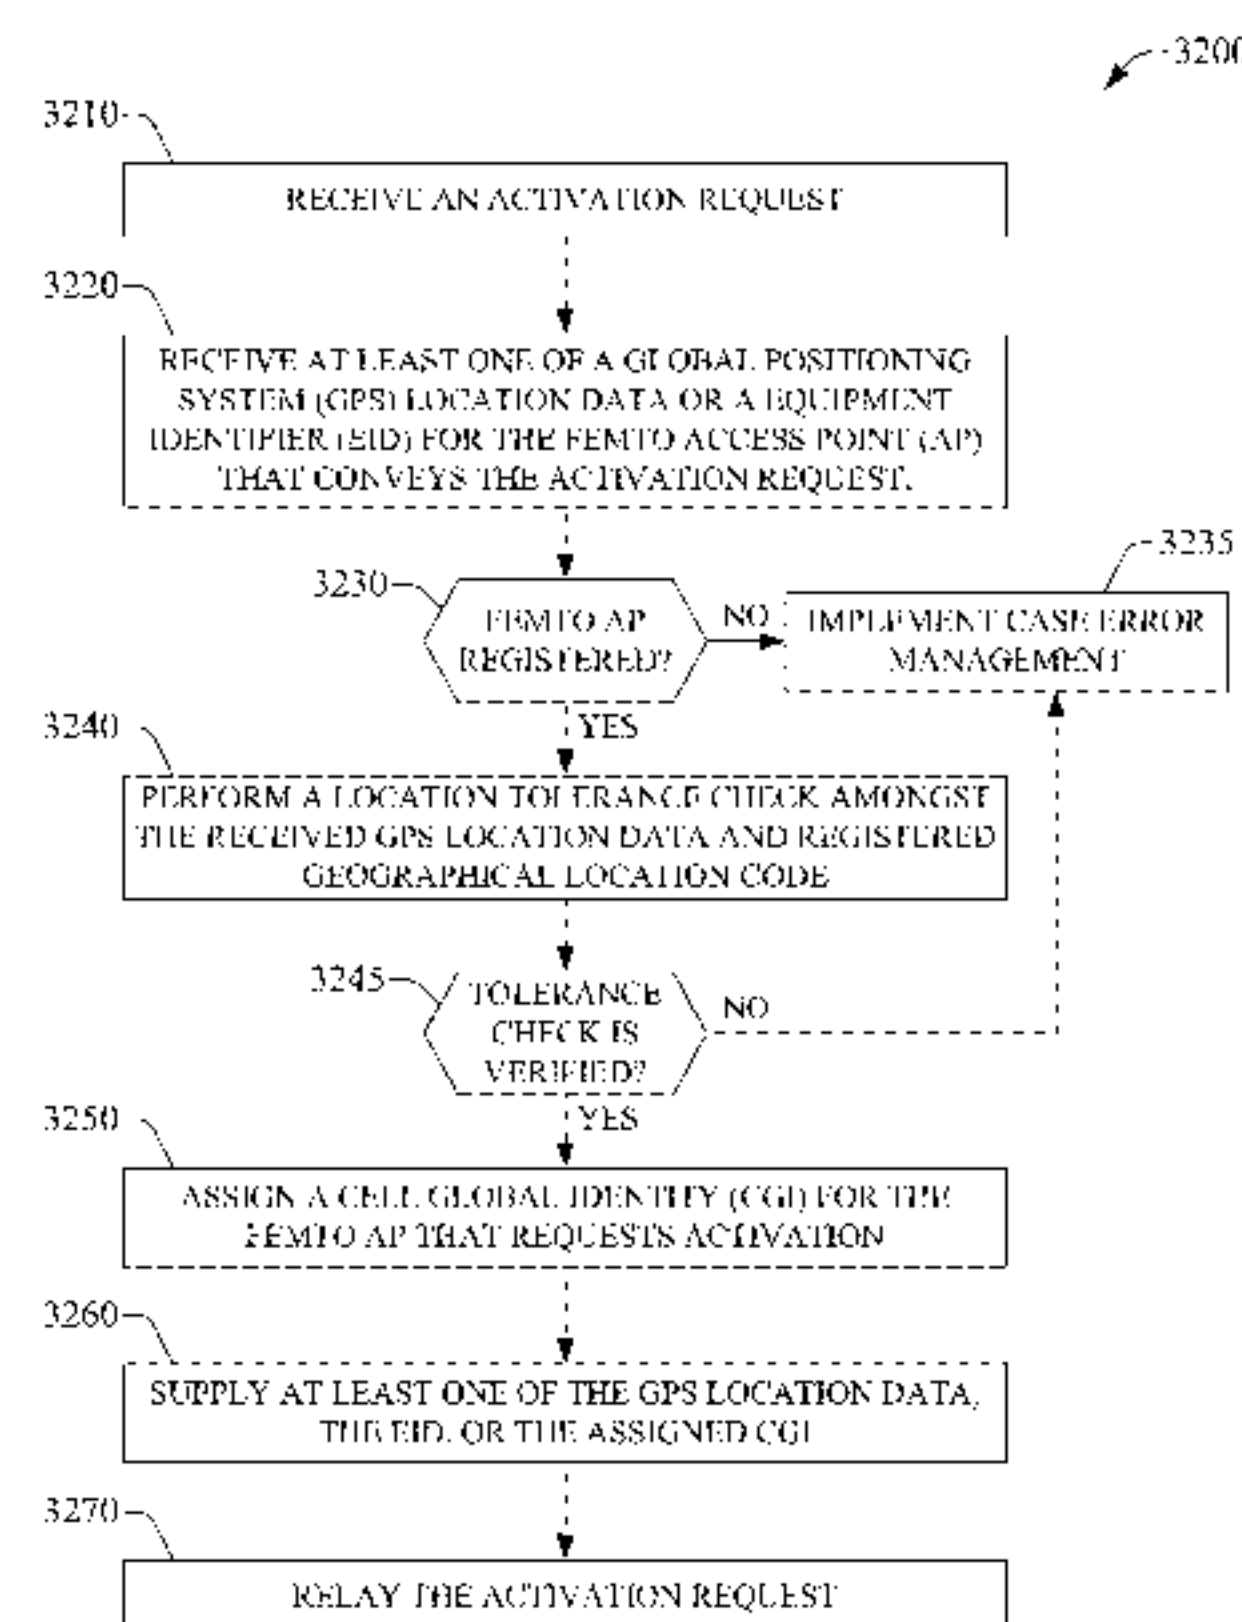 3200
3210
RECEIVE AN ACTIVATION REQUEST
3220
RECEIVE AT LEAST ONE OF A GLOBAL POSITIONING
SYSTEM (GPS) LOCATION DATA OR A EQUIPMENT
IDENTIFIER (EID) FOR THE FEMTO ACCESS POINT (AP)
THAT CONVEYS THE ACTIVATION REQUEST.
3230
FEMTO AP
REGISTERED?
NO
3235
IMPLEMENT CASE ERROR
MANAGEMENT
YES
3240
PERFORM A LOCATION TOLERANCE CHECK AMONGST
THE RECEIVED GPS LOCATION DATA AND REGISTERED
GEOGRAPHICAL LOCATION CODE
3245
TOLERANCE
CHECK IS
VERIFIED?
NO
YES
3250
ASSIGN A CELL GLOBAL IDENTITY (CGI) FOR THE
FEMTO AP THAT REQUESTS ACTIVATION
3260
SUPPLY AT LEAST ONE OF THE GPS LOCATION DATA,
THE EID, OR THE ASSIGNED CGI
3270
RELAY THE ACTIVATION REQUEST